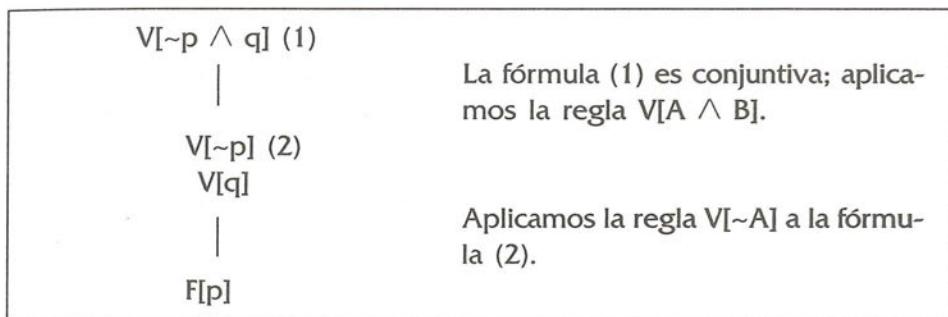 V[~p ∧ q] (1)
La fórmula (1) es conjuntiva; aplica-
mos la regla V[A ∧ B].
V[~p] (2)
V[q]
Aplicamos la regla V[~A] a la fórmu-
la (2).
F[p]